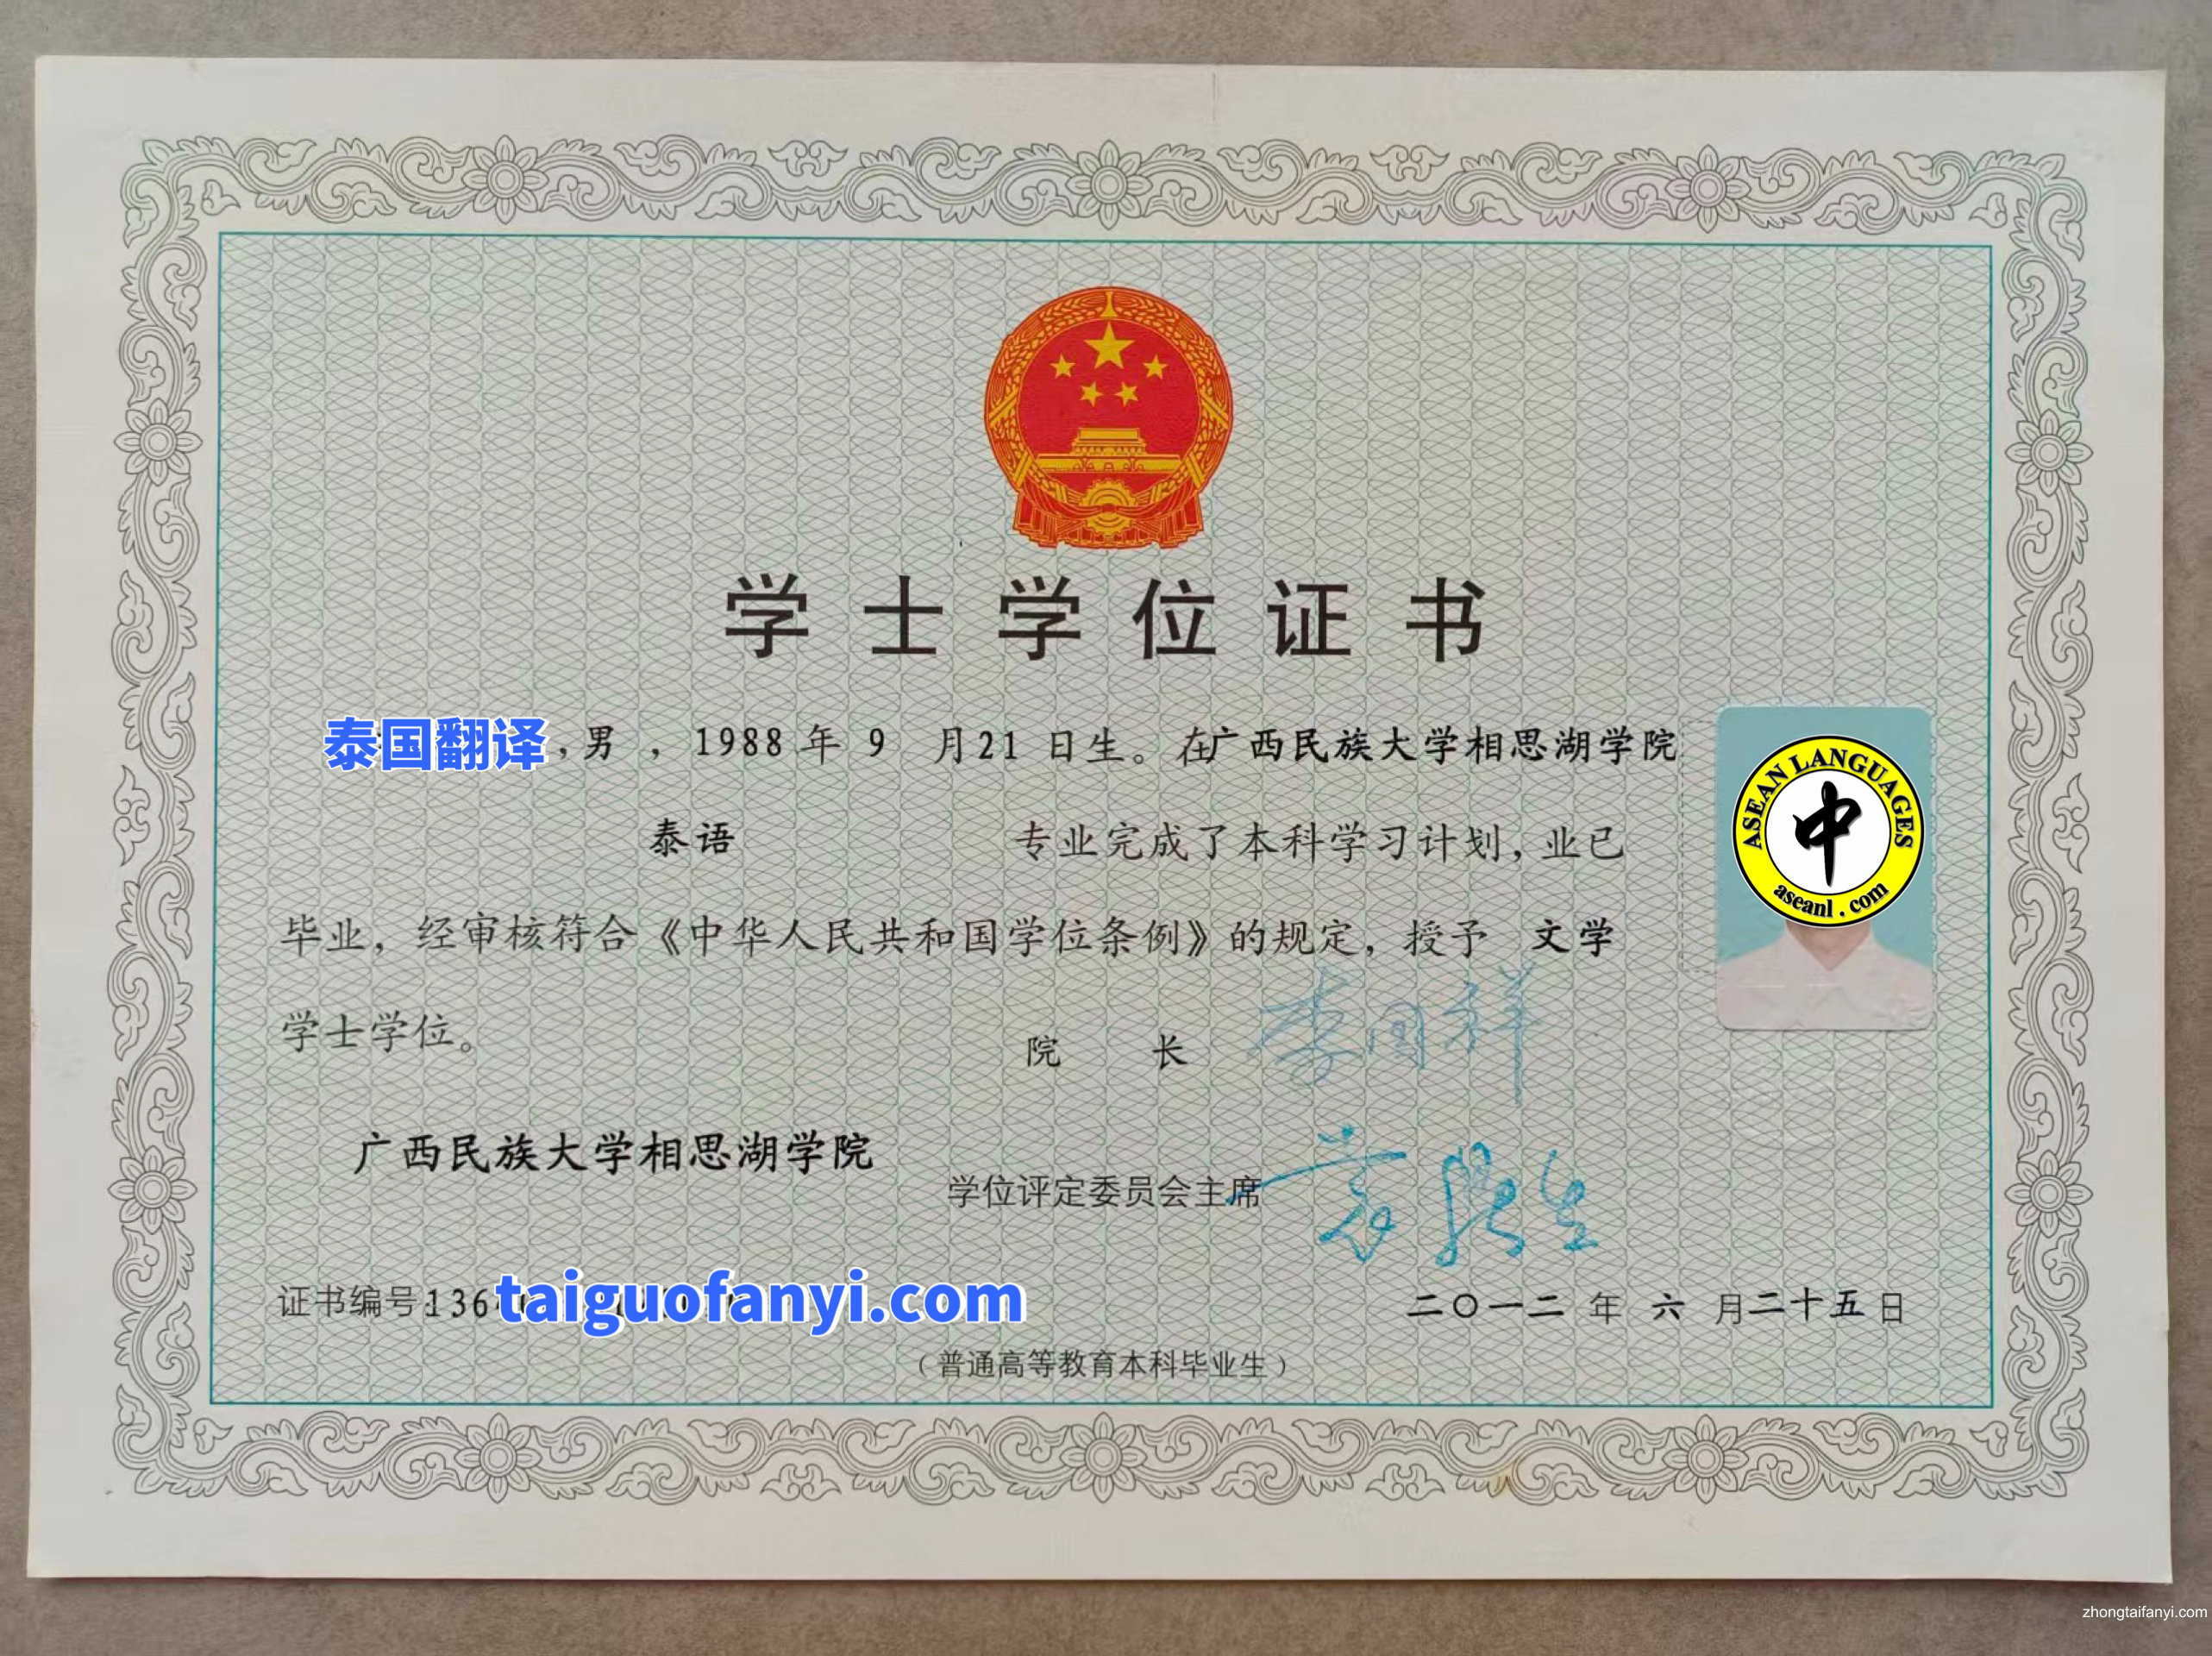 学士学位证书
泰国翻译，男，1988年9月21日生。在广西民族大学相思湖学院
泰语 专业完成了本科学习计划，业已
毕业，经审核符合《中华人民共和国学位条例》的规定，授予 文学
学士学位。
ASEAN LANGUAGES
中
aseanl.com
院长 李国祥
广西民族大学相思湖学院
学位评定委员会主席
证书编号:136 taiguofanyi.com
二〇一二年六月二十五日
（普通高等教育本科毕业生）
zhongtaifanyi.com